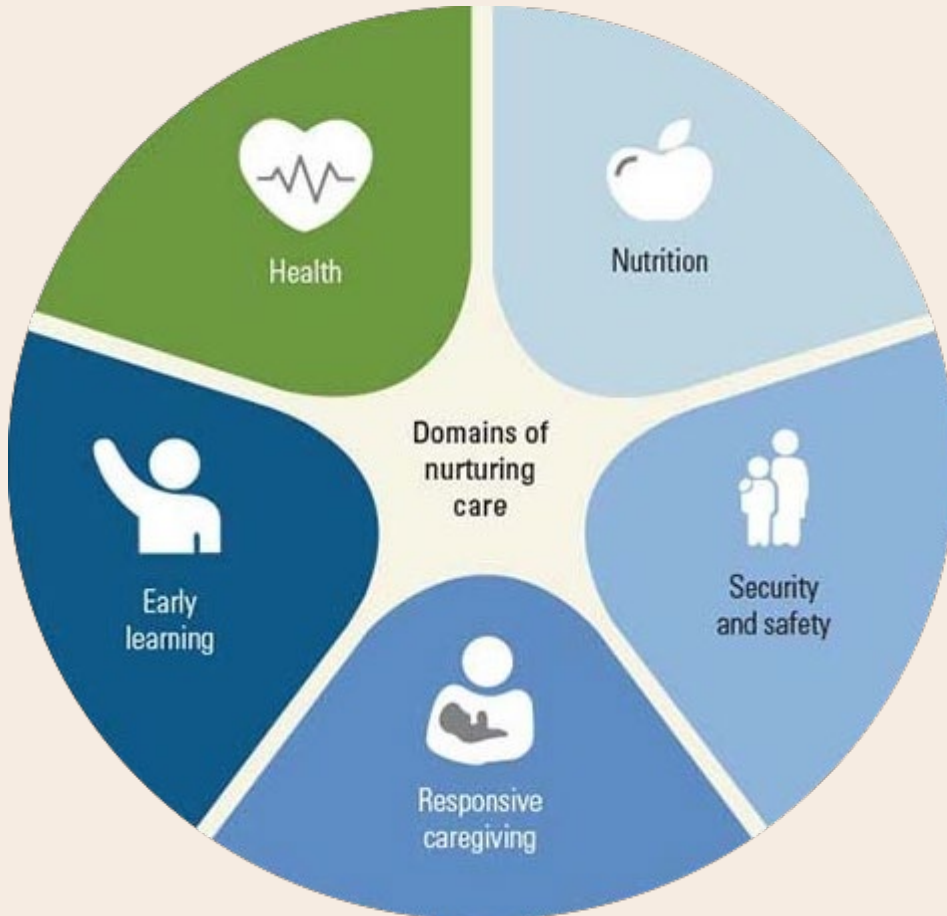 Health
Nutrition
Domains of
nurturing
care
Early
learning
Security
and safety
Responsive
caregiving